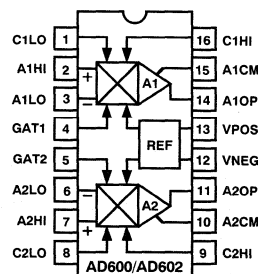 C1LO 1 16 C1HI
A1HI 2 + A1 15 A1CM
A1LO 3 − 14 A1OP
GAT1 4 13 VPOS
REF
GAT2 5 12 VNEG
A2LO 6 − 11 A2OP
A2HI 7 + A2 10 A2CM
C2LO 8 9 C2HI
AD600/AD602